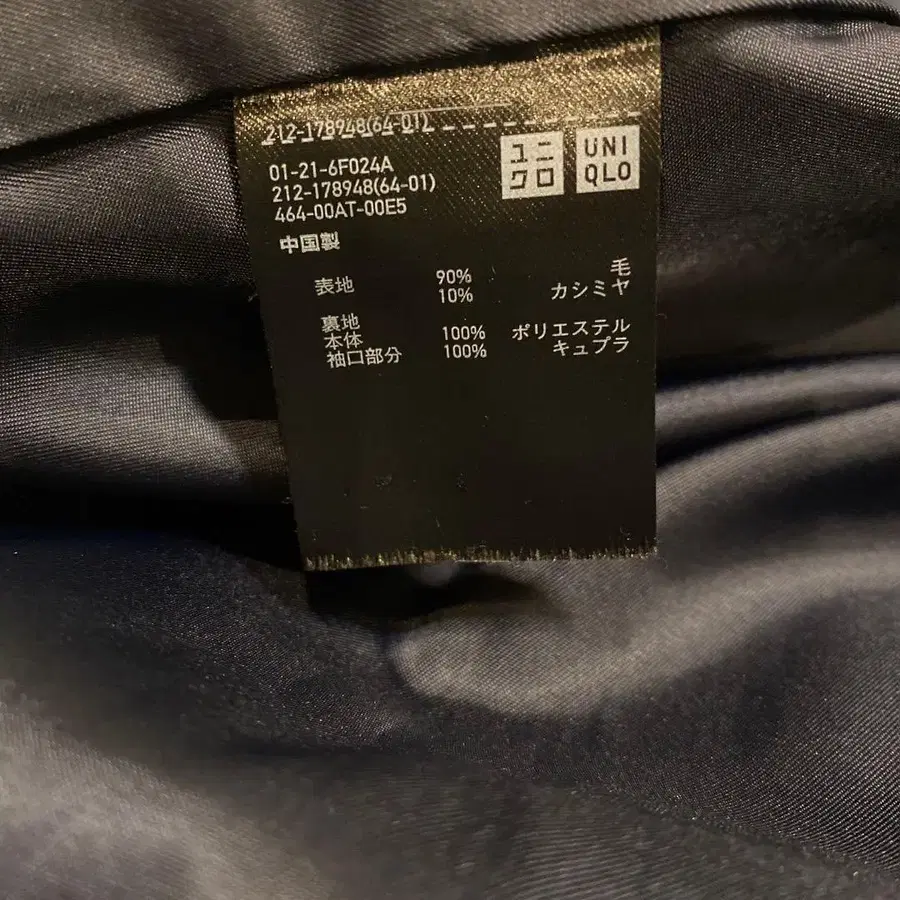 212-178948(64-01)
01-21-6F024A
212-178948(64-01)
464-00AT-00E5
ユニ
クロ
UNI
QLO
中国製
表地 90% 毛
10% カシミヤ
裏地
本体 100% ポリエステル
袖口部分 100% キュプラ